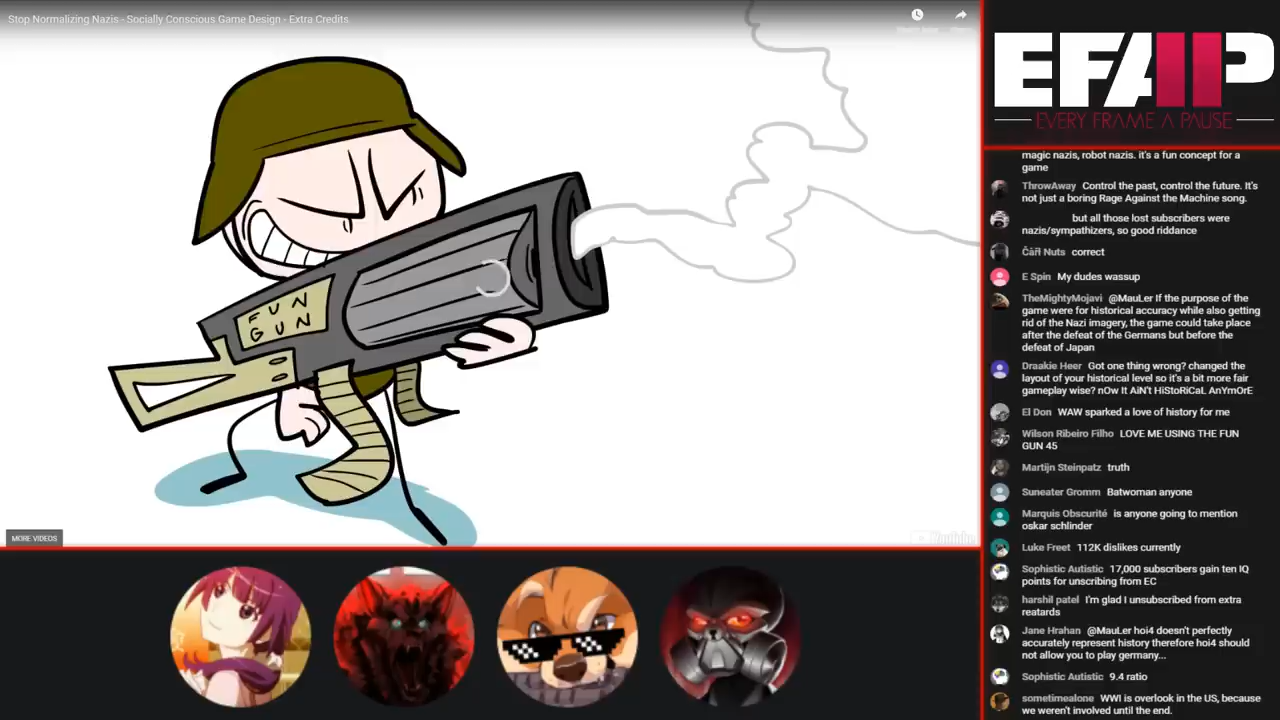 Stop Normalizing Nazis - Socially Conscious Game Design - Extra Credits
FUN
GUN
MORE VIDEOS
YouTube
EFAP
EVERY FRAME A PAUSE
magic nazis, robot nazis. it's a fun concept for a
game
ThrowAway Control the past, control the future. It's
not just a boring Rage Against the Machine song.
but all those lost subscribers were
nazis/sympathizers, so good riddance
Čářł Nuts correct
E Spin My dudes wassup
TheMightyMojavi @MauLer If the purpose of the
game were for historical accuracy while also getting
rid of the Nazi imagery, the game could take place
after the defeat of the Germans but before the
defeat of Japan
Draakie Heer Got one thing wrong? changed the
layout of your historical level so it's a bit more fair
gameplay wise? nOw It AiN't HiStoRiCaL AnYmOrE
El Don WAW sparked a love of history for me
Wilson Ribeiro Filho LOVE ME USING THE FUN
GUN 45
Martijn Steinpatz truth
Suneater Gromm Batwoman anyone
Marquis Obscurité is anyone going to mention
oskar schlinder
Luke Freet 112K dislikes currently
Sophistic Autistic 17,000 subscribers gain ten IQ
points for unscribing from EC
harshil patel I'm glad I unsubscribed from extra
reatards
Jane Hrahan @MauLer hoi4 doesn't perfectly
accurately represent history therefore hoi4 should
not allow you to play germany...
Sophistic Autistic 9.4 ratio
sometimealone WWI is overlook in the US, because
we weren't involved until the end.